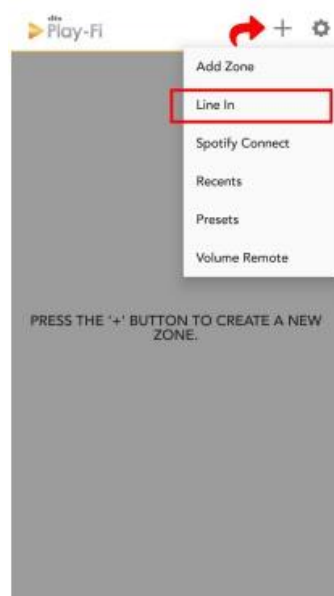 dts
Play-Fi
Add Zone
Line In
Spotify Connect
Recents
Presets
Volume Remote
PRESS THE '+' BUTTON TO CREATE A NEW
ZONE.